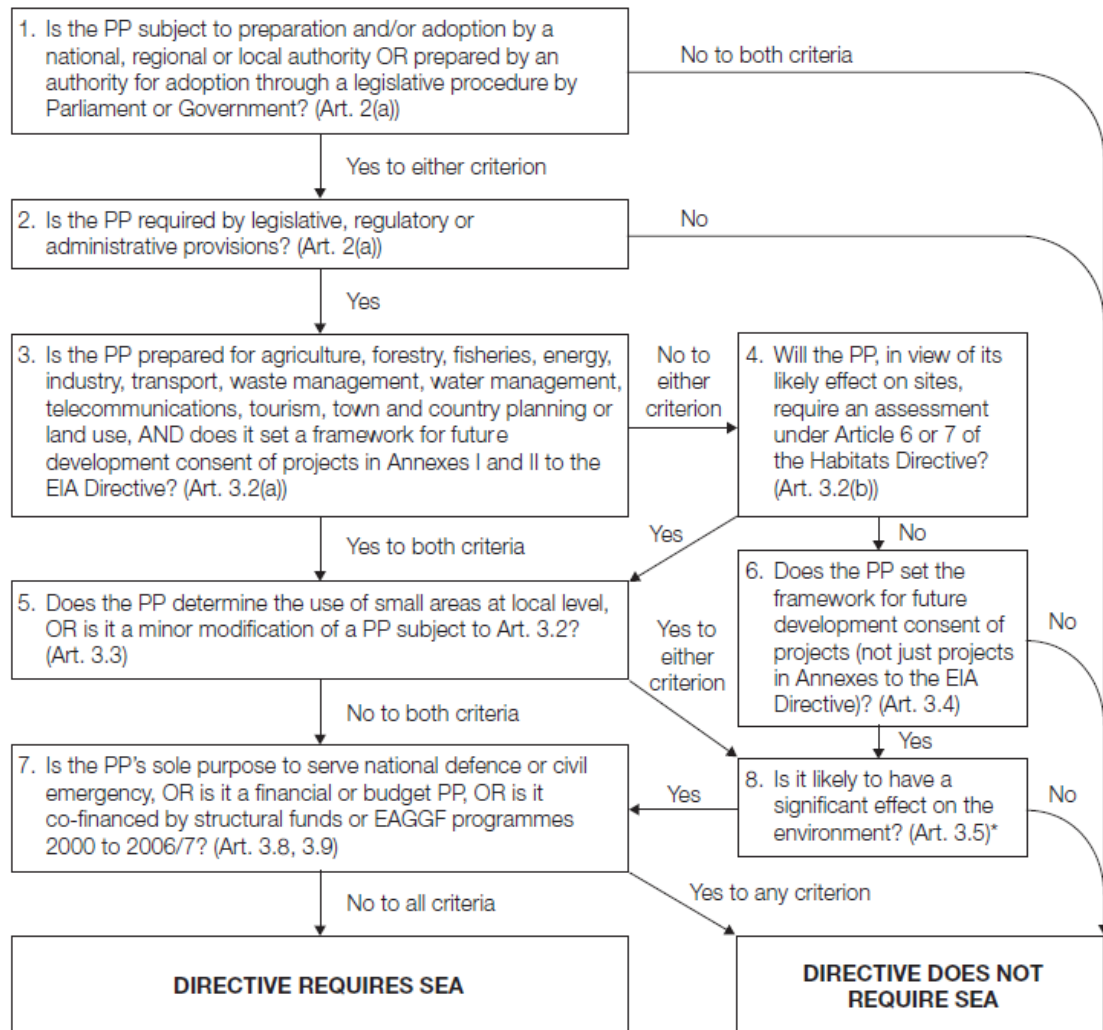 1. Is the PP subject to preparation and/or adoption by a
national, regional or local authority OR prepared by an
authority for adoption through a legislative procedure by
Parliament or Government? (Art. 2(a))
No to both criteria
Yes to either criterion
2. Is the PP required by legislative, regulatory or
administrative provisions? (Art. 2(a))
No
Yes
3. Is the PP prepared for agriculture, forestry, fisheries, energy,
industry, transport, waste management, water management,
telecommunications, tourism, town and country planning or
land use, AND does it set a framework for future
development consent of projects in Annexes I and II to the
EIA Directive? (Art. 3.2(a))
No to
either
criterion
4. Will the PP, in view of its
likely effect on sites,
require an assessment
under Article 6 or 7 of
the Habitats Directive?
(Art. 3.2(b))
Yes to both criteria
Yes
No
5. Does the PP determine the use of small areas at local level,
OR is it a minor modification of a PP subject to Art. 3.2?
(Art. 3.3)
Yes to
either
criterion
6. Does the PP set the
framework for future
development consent of
projects (not just projects
in Annexes to the EIA
Directive)? (Art. 3.4)
No
No to both criteria
Yes
7. Is the PP's sole purpose to serve national defence or civil
emergency, OR is it a financial or budget PP, OR is it
co-financed by structural funds or EAGGF programmes
2000 to 2006/7? (Art. 3.8, 3.9)
Yes
8. Is it likely to have a
significant effect on the
environment? (Art. 3.5)*
No
No to all criteria
Yes to any criterion
DIRECTIVE REQUIRES SEA
DIRECTIVE DOES NOT
REQUIRE SEA